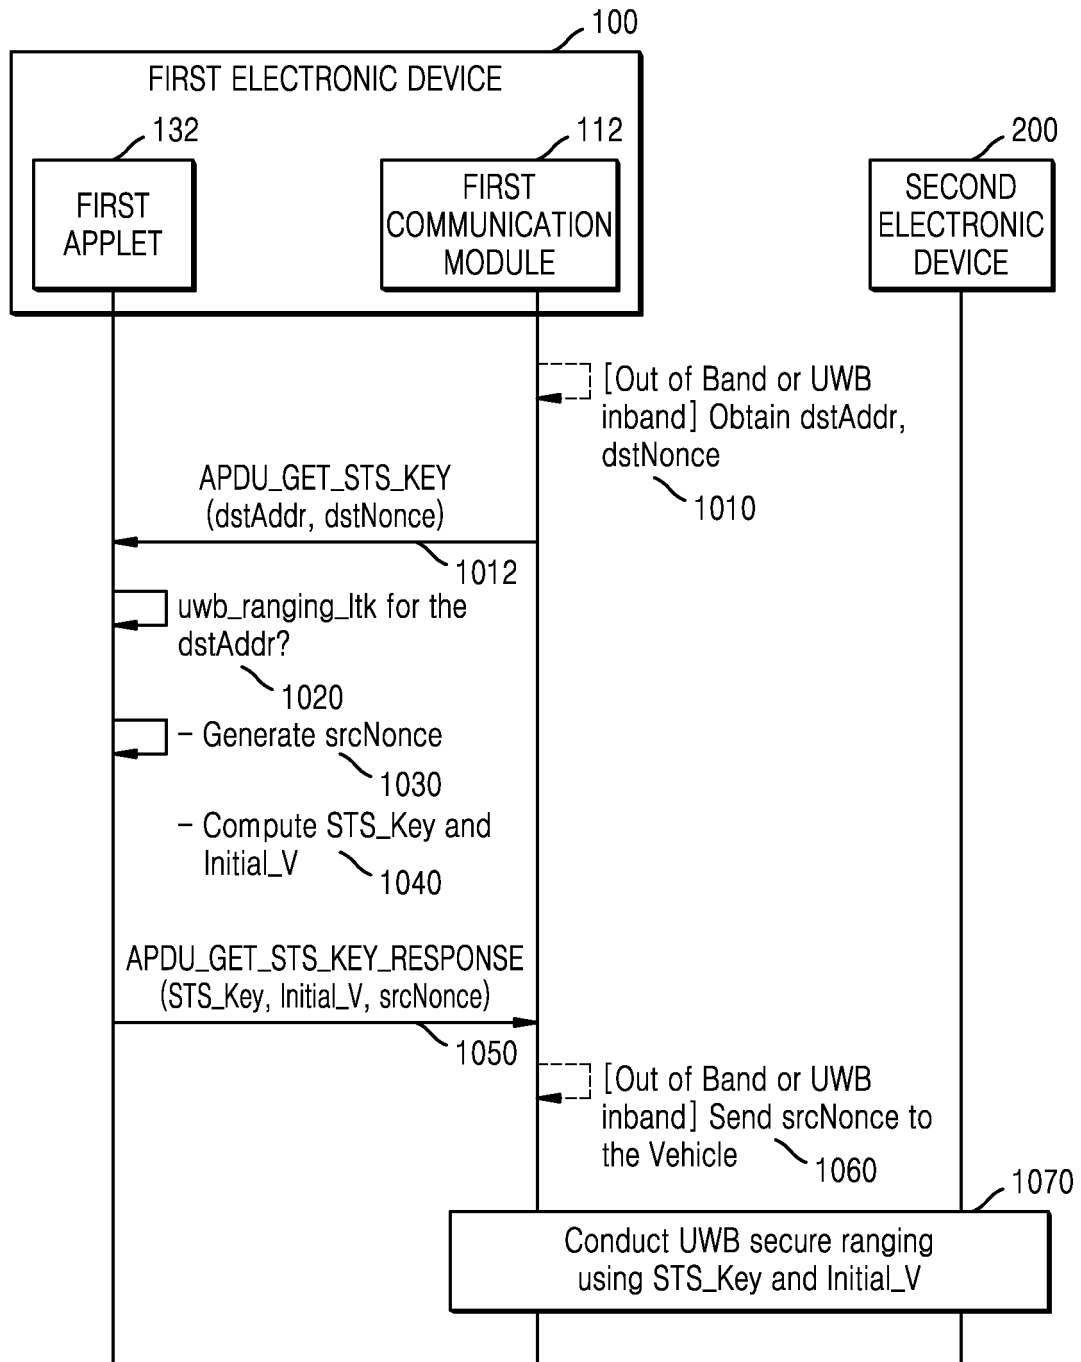 100
FIRST ELECTRONIC DEVICE
132
112
200
FIRST
APPLET
FIRST
COMMUNICATION
MODULE
SECOND
ELECTRONIC
DEVICE
[Out of Band or UWB
inband] Obtain dstAddr,
dstNonce
1010
APDU_GET_STS_KEY
(dstAddr, dstNonce)
1012
uwb_ranging_ltk for the
dstAddr?
1020
– Generate srcNonce
1030
– Compute STS_Key and
Initial_V
1040
APDU_GET_STS_KEY_RESPONSE
(STS_Key, Initial_V, srcNonce)
1050
[Out of Band or UWB
inband] Send srcNonce to
the Vehicle
1060
1070
Conduct UWB secure ranging
using STS_Key and Initial_V